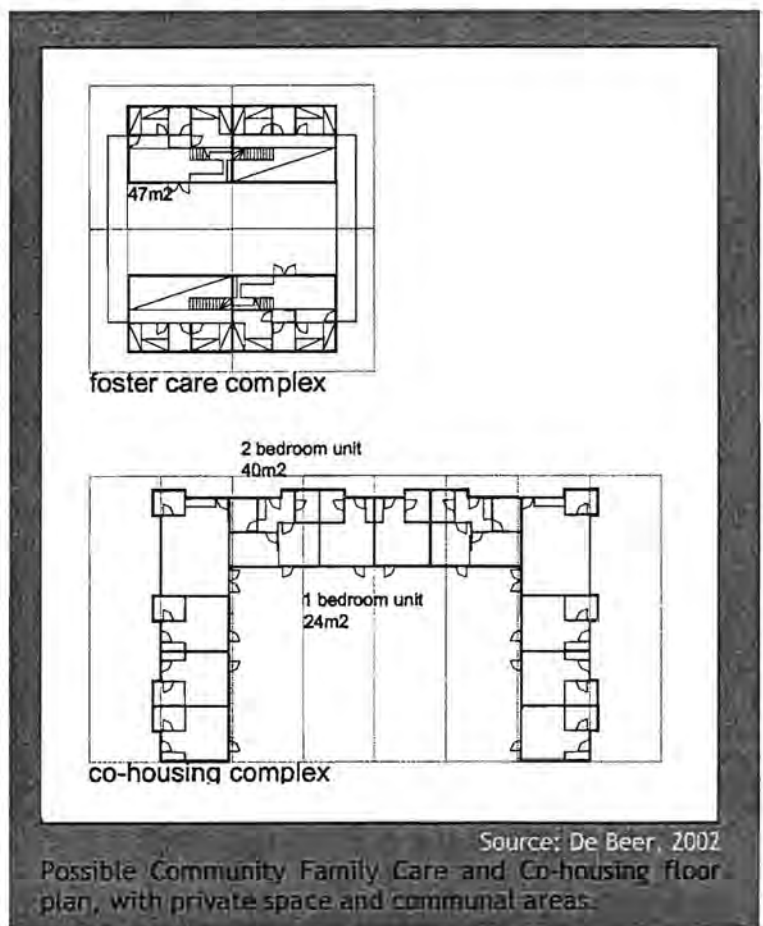 47m2
foster care complex
2 bedroom unit
40m2
1 bedroom unit
24m2
co-housing complex
Source: De Beer, 2002
Possible Community Family Care and Co-housing floor
plan, with private space and communal areas.